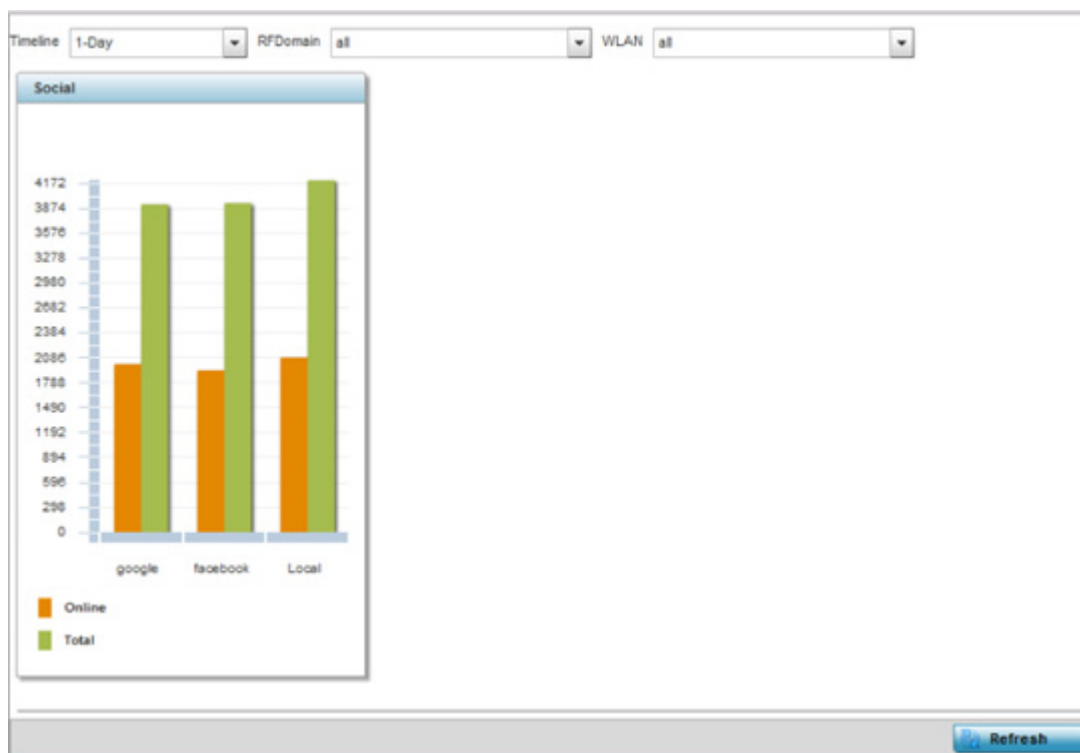 Timeline 1-Day RFDomain all WLAN all
Social
4172
3874
3576
3278
2980
2682
2384
2086
1788
1490
1192
894
596
298
0
google facebook Local
Online
Total
Refresh